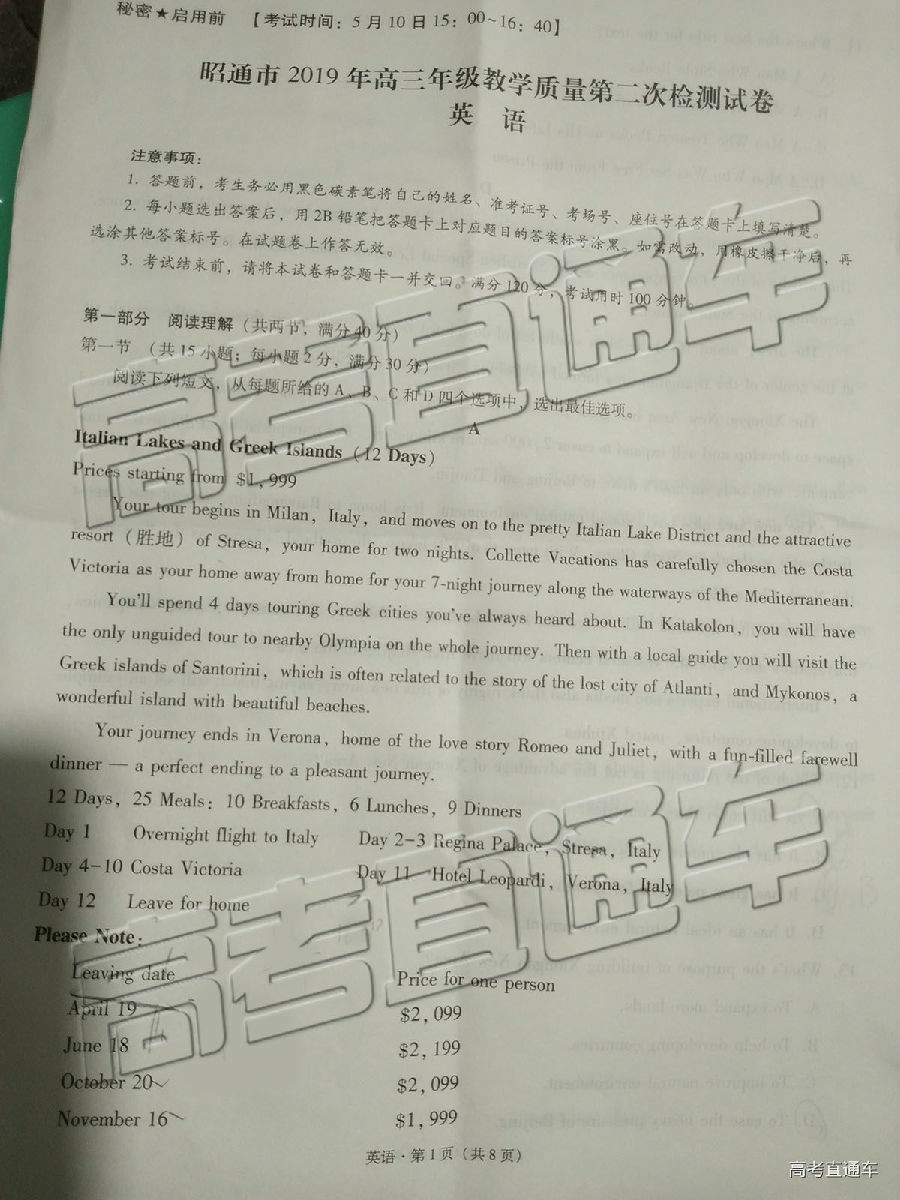 秘密★启用前 【考试时间：5月10日15：00~16：40】
昭通市2019年高三年级教学质量第二次检测试卷
英 语
注意事项：
1. 答题前，考生务必用黑色碳素笔将自己的姓名、准考证号、考场号、座位号在答题卡上填写清楚。
2. 每小题选出答案后，用2B铅笔把答题卡上对应题目的答案标号涂黑。如需改动，用橡皮擦干净后，再
选涂其他答案标号。在试题卷上作答无效。
3. 考试结束前，请将本试卷和答题卡一并交回。满分120分，考试用时100分钟。
第一部分 阅读理解（共两节，满分40分）
第一节 （共15小题；每小题2分，满分30分）
阅读下列短文，从每题所给的A、B、C和D四个选项中，选出最佳选项。
A
Italian Lakes and Greek Islands (12 Days)
Prices starting from $1,999
Your tour begins in Milan, Italy, and moves on to the pretty Italian Lake District and the attractive
resort (胜地) of Stresa, your home for two nights. Collette Vacations has carefully chosen the Costa
Victoria as your home away from home for your 7-night journey along the waterways of the Mediterranean.
You'll spend 4 days touring Greek cities you've always heard about. In Katakolon, you will have
the only unguided tour to nearby Olympia on the whole journey. Then with a local guide you will visit the
Greek islands of Santorini, which is often related to the story of the lost city of Atlanti, and Mykonos, a
wonderful island with beautiful beaches.
Your journey ends in Verona, home of the love story Romeo and Juliet, with a fun-filled farewell
dinner — a perfect ending to a pleasant journey.
12 Days, 25 Meals: 10 Breakfasts, 6 Lunches, 9 Dinners
Day 1 Overnight flight to Italy Day 2-3 Regina Palace, Stresa, Italy
Day 4-10 Costa Victoria Day 11 Hotel Leopardi, Verona, Italy
Day 12 Leave for home
Please Note:
Leaving date Price for one person
April 19 $2,099
June 18 $2,199
October 20 $2,099
November 16 $1,999
英语·第1页（共8页）
高考直通车
高考直通车
高考直通车